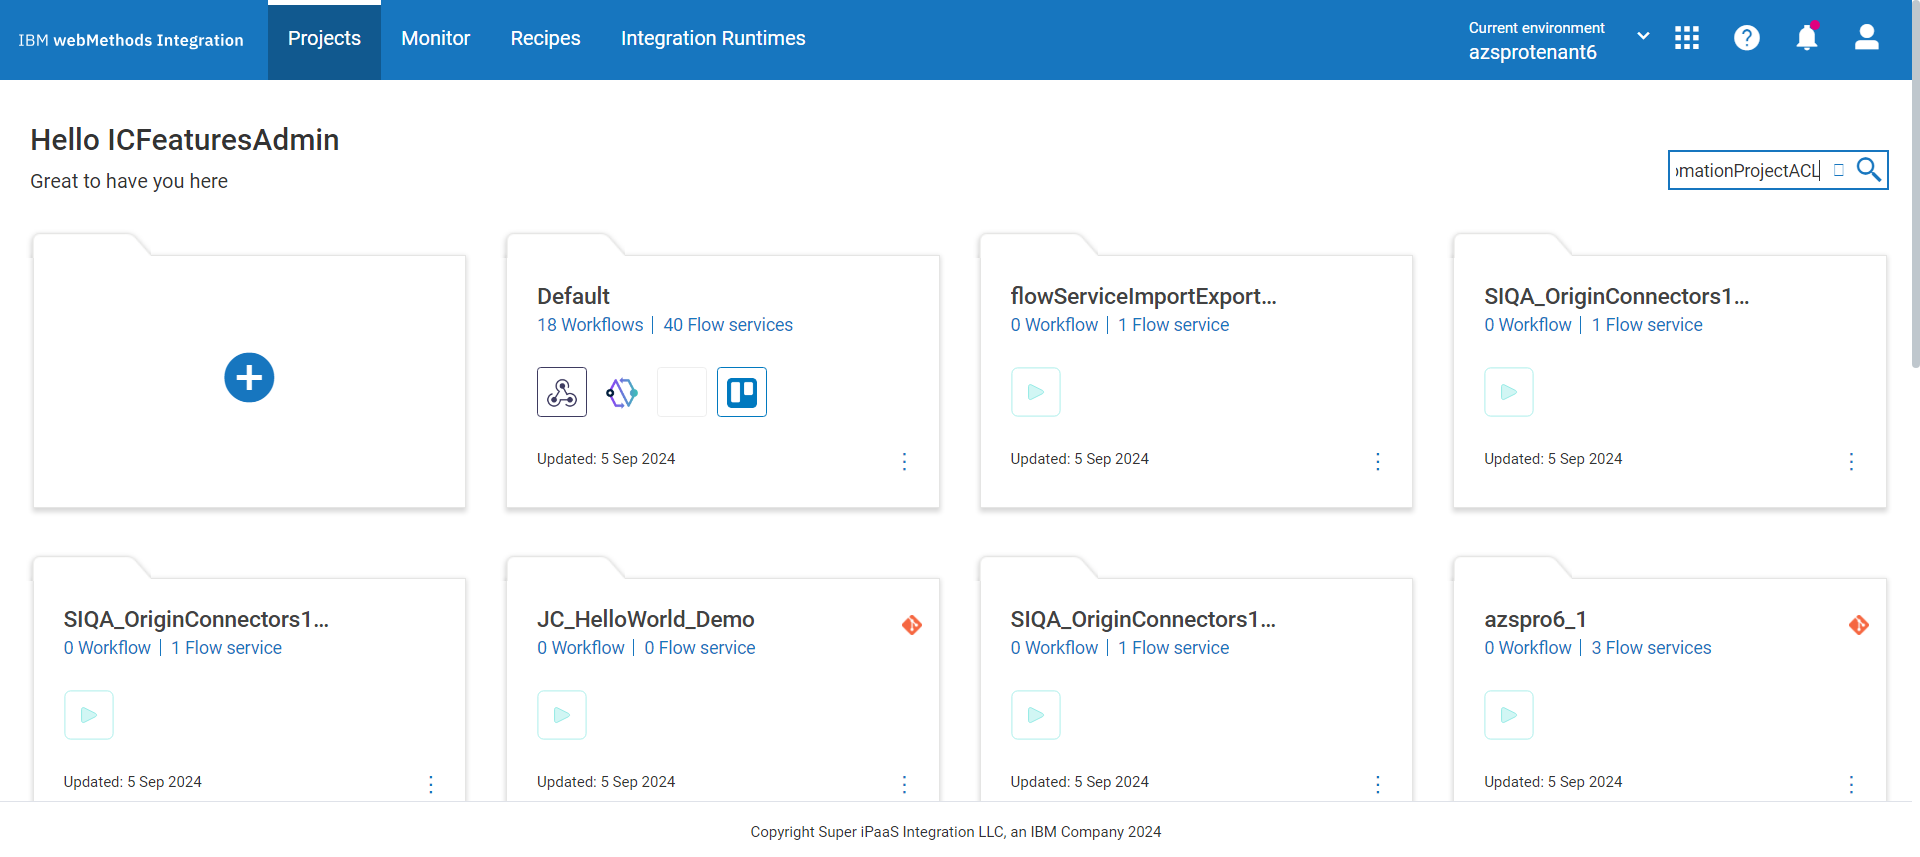 IBM webMethods Integration
Projects
Monitor
Recipes
Integration Runtimes
Current environment
azsprotenant6
Hello ICFeaturesAdmin
Great to have you here
omationProjectACL
Default
18 Workflows | 40 Flow services
Updated: 5 Sep 2024
flowServiceImportExport...
0 Workflow | 1 Flow service
Updated: 5 Sep 2024
SIQA_OriginConnectors1...
0 Workflow | 1 Flow service
Updated: 5 Sep 2024
SIQA_OriginConnectors1...
0 Workflow | 1 Flow service
Updated: 5 Sep 2024
JC_HelloWorld_Demo
0 Workflow | 0 Flow service
Updated: 5 Sep 2024
SIQA_OriginConnectors1...
0 Workflow | 1 Flow service
Updated: 5 Sep 2024
azspro6_1
0 Workflow | 3 Flow services
Updated: 5 Sep 2024
Copyright Super iPaaS Integration LLC, an IBM Company 2024